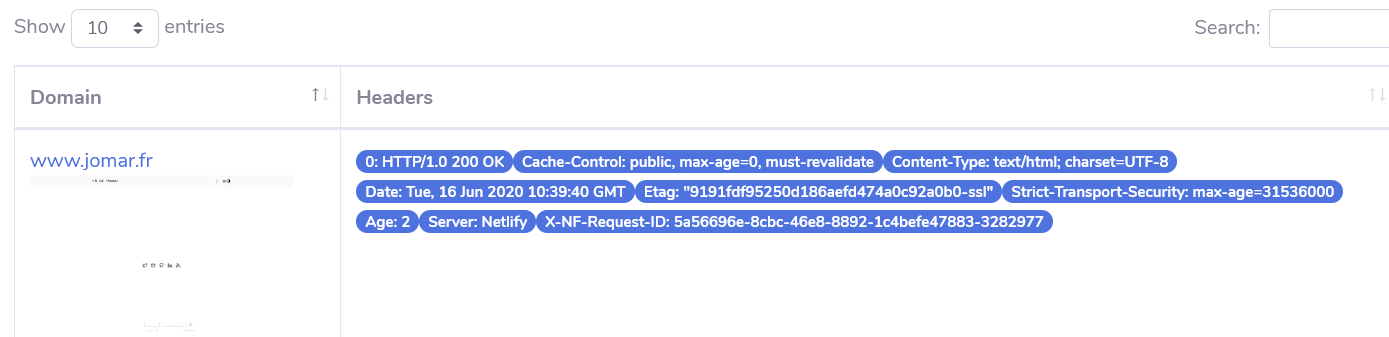 Show 10 entries
Search:
Domain
Headers
www.jomar.fr
0: HTTP/1.0 200 OK Cache-Control: public, max-age=0, must-revalidate Content-Type: text/html; charset=UTF-8
Date: Tue, 16 Jun 2020 10:39:40 GMT Etag: "9191fdf95250d186aefd474a0c92a0b0-ssl" Strict-Transport-Security: max-age=31536000
Age: 2 Server: Netlify X-NF-Request-ID: 5a56696e-8cbc-46e8-8892-1c4befe47883-3282977